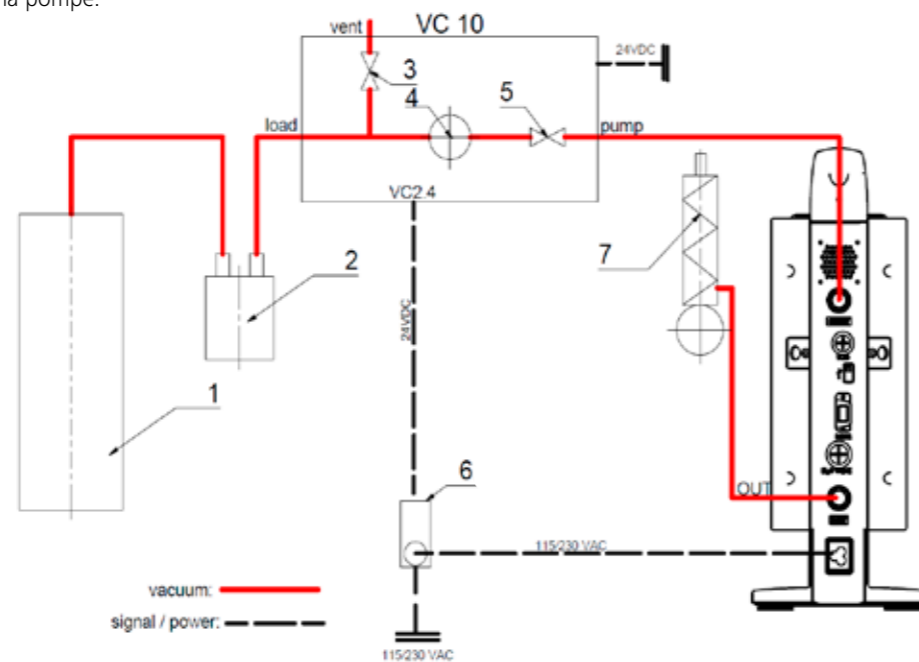 la pompe.
vent
VC 10
24VDC
3
4
5
load
pump
VC2.4
2
7
24VDC
1
6
OUT
115/230 VAC
vacuum:
signal / power:
115/230 VAC